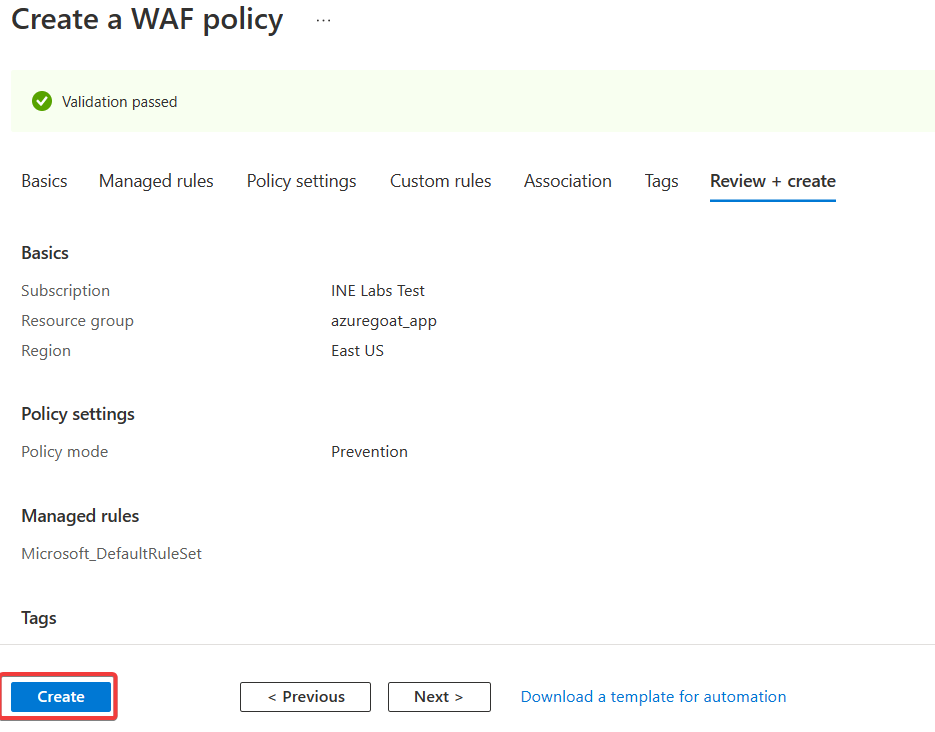 Create a WAF policy ...
Validation passed
Basics Managed rules Policy settings Custom rules Association Tags Review + create
Basics
Subscription INE Labs Test
Resource group azuregoat_app
Region East US
Policy settings
Policy mode Prevention
Managed rules
Microsoft_DefaultRuleSet
Tags
Create < Previous Next > Download a template for automation